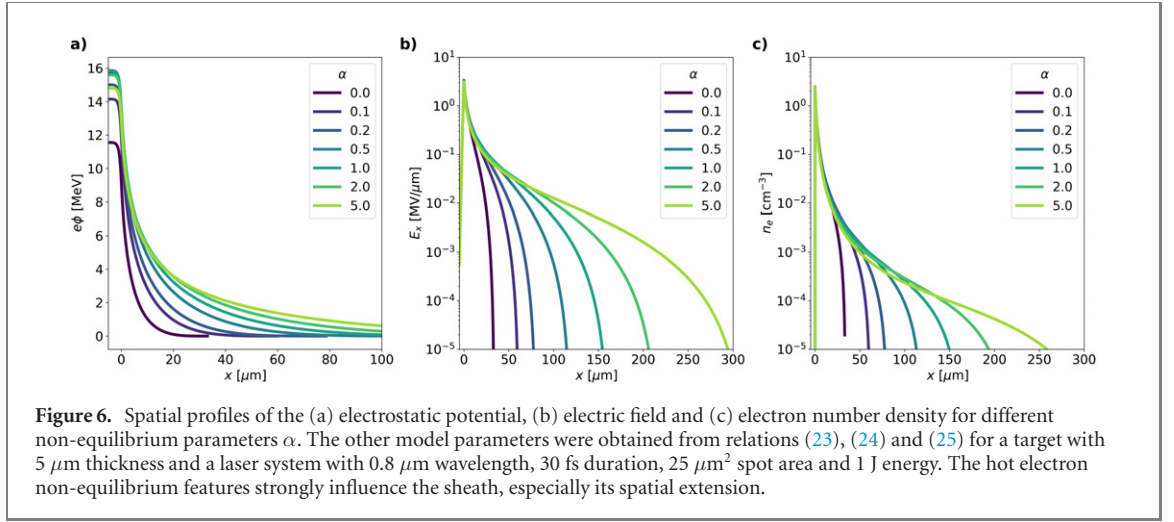 a)
eϕ [MeV]
16
14
12
10
8
6
4
2
0
0 20 40 60 80 100
x [μm]
α
0.0
0.1
0.2
0.5
1.0
2.0
5.0
b)
Eₓ [MV/μm]
10¹
10⁰
10⁻¹
10⁻²
10⁻³
10⁻⁴
10⁻⁵
0 50 100 150 200 250 300
x [μm]
α
0.0
0.1
0.2
0.5
1.0
2.0
5.0
c)
nₑ [cm⁻³]
10¹
10⁰
10⁻¹
10⁻²
10⁻³
10⁻⁴
10⁻⁵
0 50 100 150 200 250 300
x [μm]
α
0.0
0.1
0.2
0.5
1.0
2.0
5.0
Figure 6. Spatial profiles of the (a) electrostatic potential, (b) electric field and (c) electron number density for different
non-equilibrium parameters α. The other model parameters were obtained from relations (23), (24) and (25) for a target with
5 μm thickness and a laser system with 0.8 μm wavelength, 30 fs duration, 25 μm² spot area and 1 J energy. The hot electron
non-equilibrium features strongly influence the sheath, especially its spatial extension.